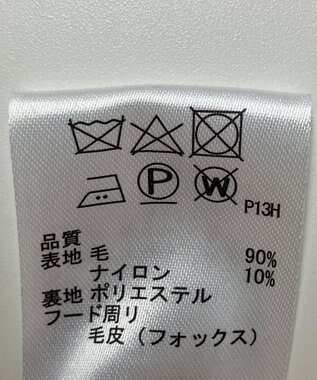 P W P13H
品質
表地 毛 90%
ナイロン 10%
裏地 ポリエステル
フード周り
毛皮（フォックス）